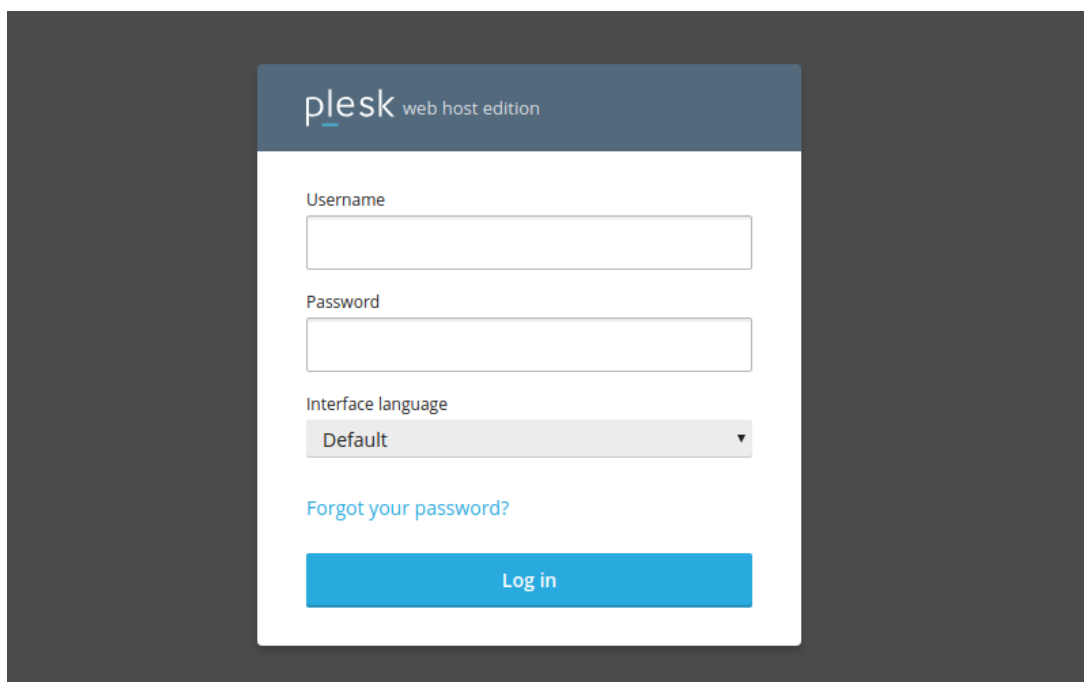 plesk web host edition
Username
Password
Interface language
Default
Forgot your password?
Log in